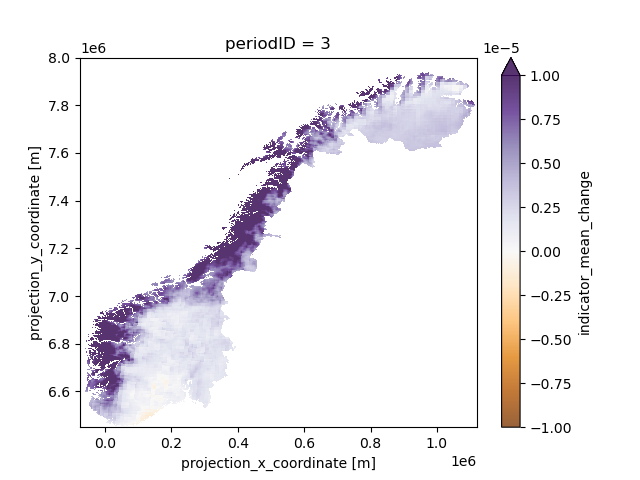 periodID = 3
1e6
1e−5
8.0
7.8
7.6
7.4
7.2
7.0
6.8
6.6
projection_y_coordinate [m]
0.0 0.2 0.4 0.6 0.8 1.0
1e6
projection_x_coordinate [m]
1.00
0.75
0.50
0.25
0.00
−0.25
−0.50
−0.75
−1.00
indicator_mean_change